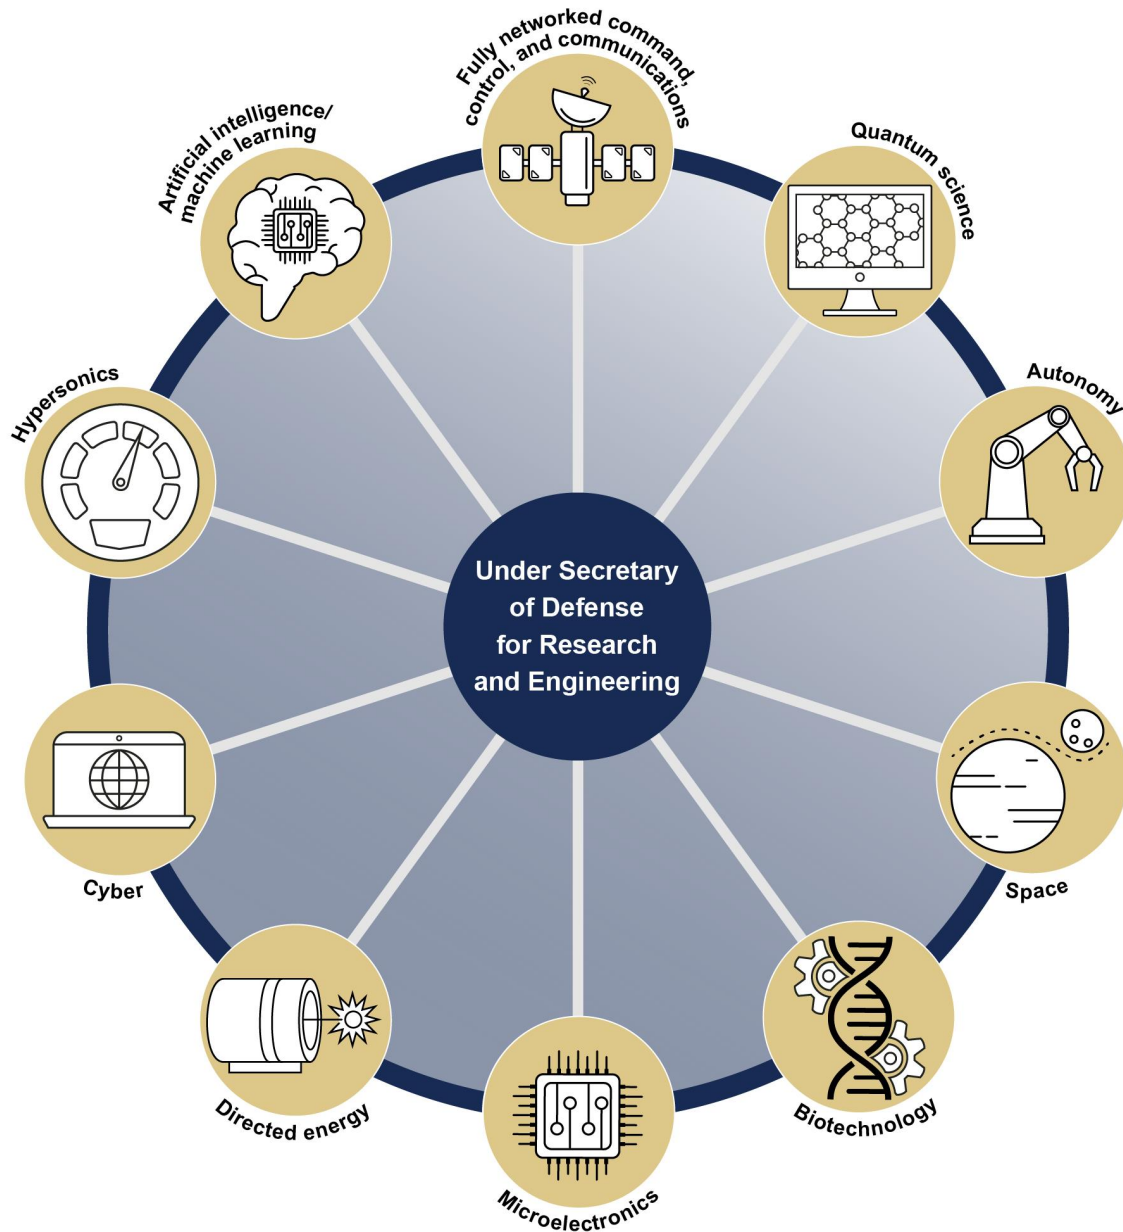 Fully networked command,
control, and communications
Quantum science
Autonomy
Space
Biotechnology
Microelectronics
Directed energy
Cyber
Hypersonics
Artificial intelligence/
machine learning
Under Secretary
of Defense
for Research
and Engineering